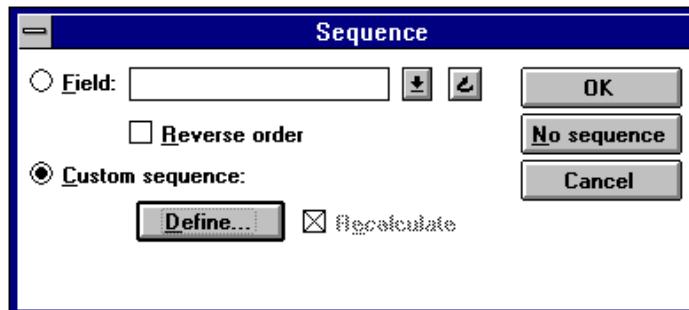 Sequence
Field:
OK
Reverse order
No sequence
Custom sequence:
Cancel
Define...
Recalculate